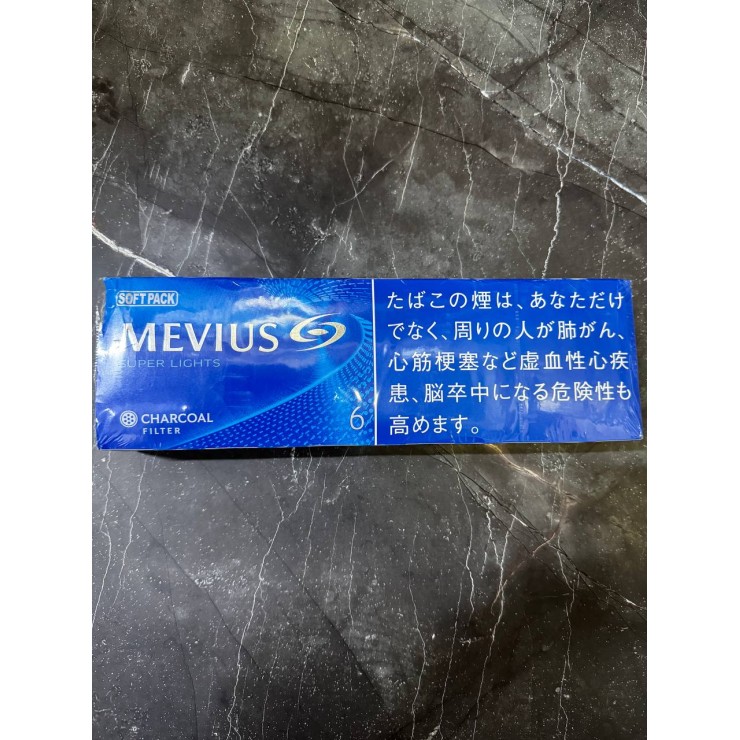 SOFT PACK
MEVIUS
SUPER LIGHTS
CHARCOAL
FILTER
6
たばこの煙は、あなただけ
でなく、周りの人が肺がん、
心筋梗塞など虚血性心疾
患、脳卒中になる危険性も
高めます。